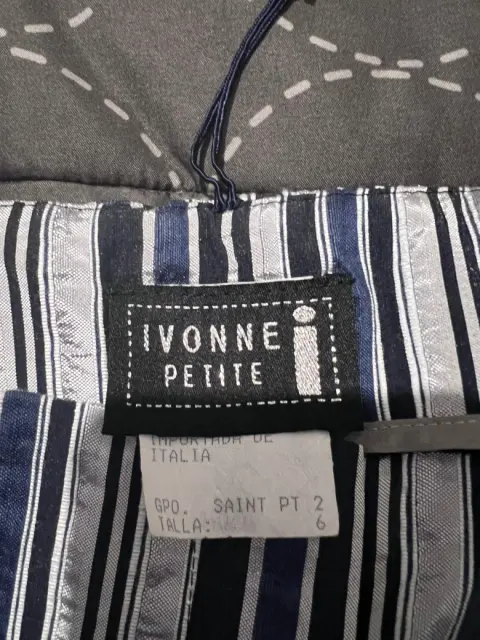 IVONNE
PETITE
IMPORTADA DE
ITALIA
GPO. SAINT PT 2
TALLA: 6